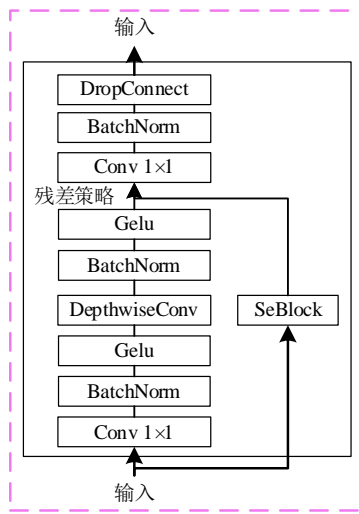 输入
DropConnect
BatchNorm
Conv 1×1
残差策略
Gelu
BatchNorm
DepthwiseConv
SeBlock
Gelu
BatchNorm
Conv 1×1
输入